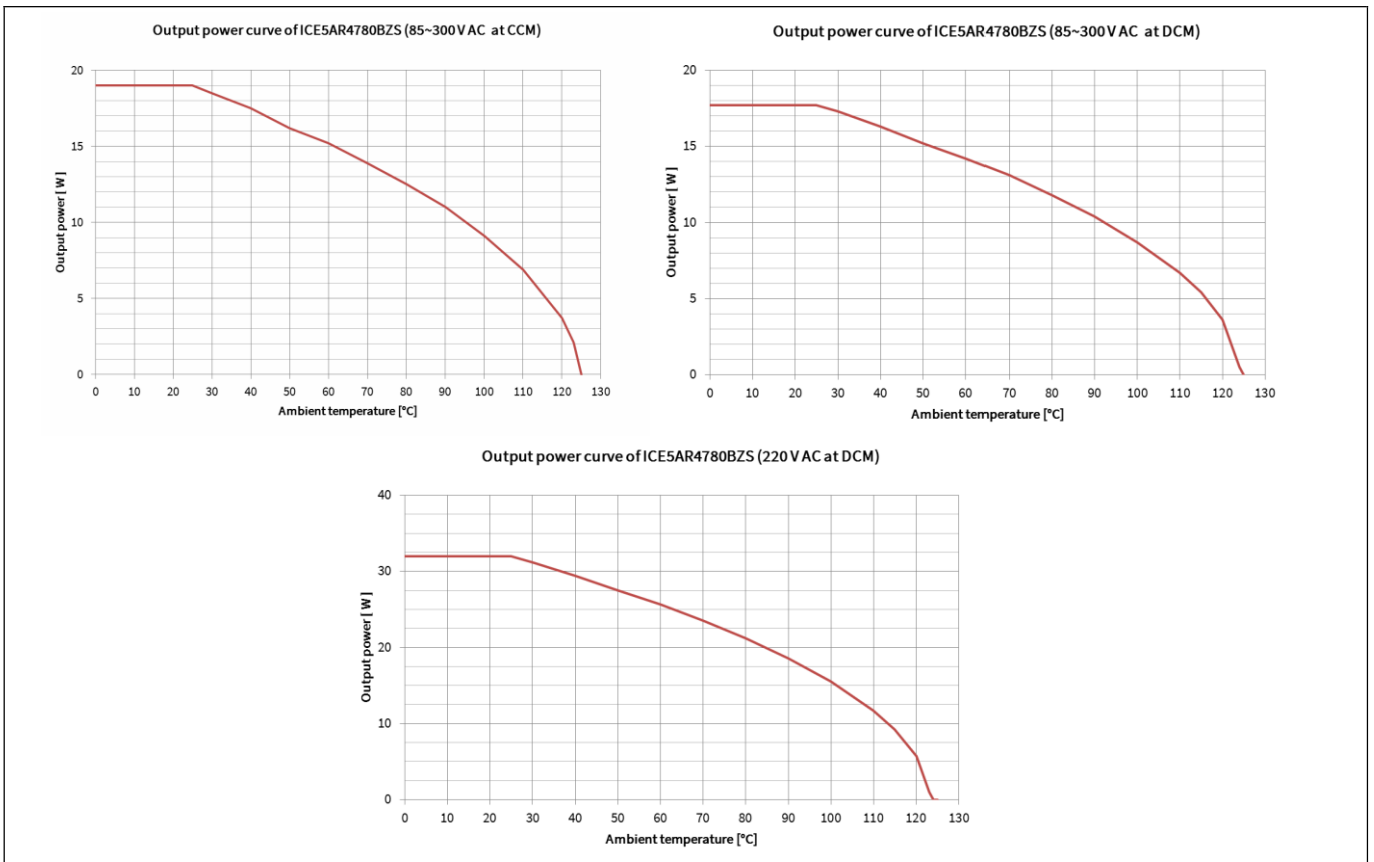 Output power curve of ICE5AR4780BZS (85~300 V AC at CCM)
20
15
10
5
0
Output power [ W]
0 10 20 30 40 50 60 70 80 90 100 110 120 130
Ambient temperature [°C]
Output power curve of ICE5AR4780BZS (85~300 V AC at DCM)
20
15
10
5
0
Output power [ W]
0 10 20 30 40 50 60 70 80 90 100 110 120 130
Ambient temperature [°C]
Output power curve of ICE5AR4780BZS (220 V AC at DCM)
40
30
20
10
0
Output power [ W]
0 10 20 30 40 50 60 70 80 90 100 110 120 130
Ambient temperature [°C]